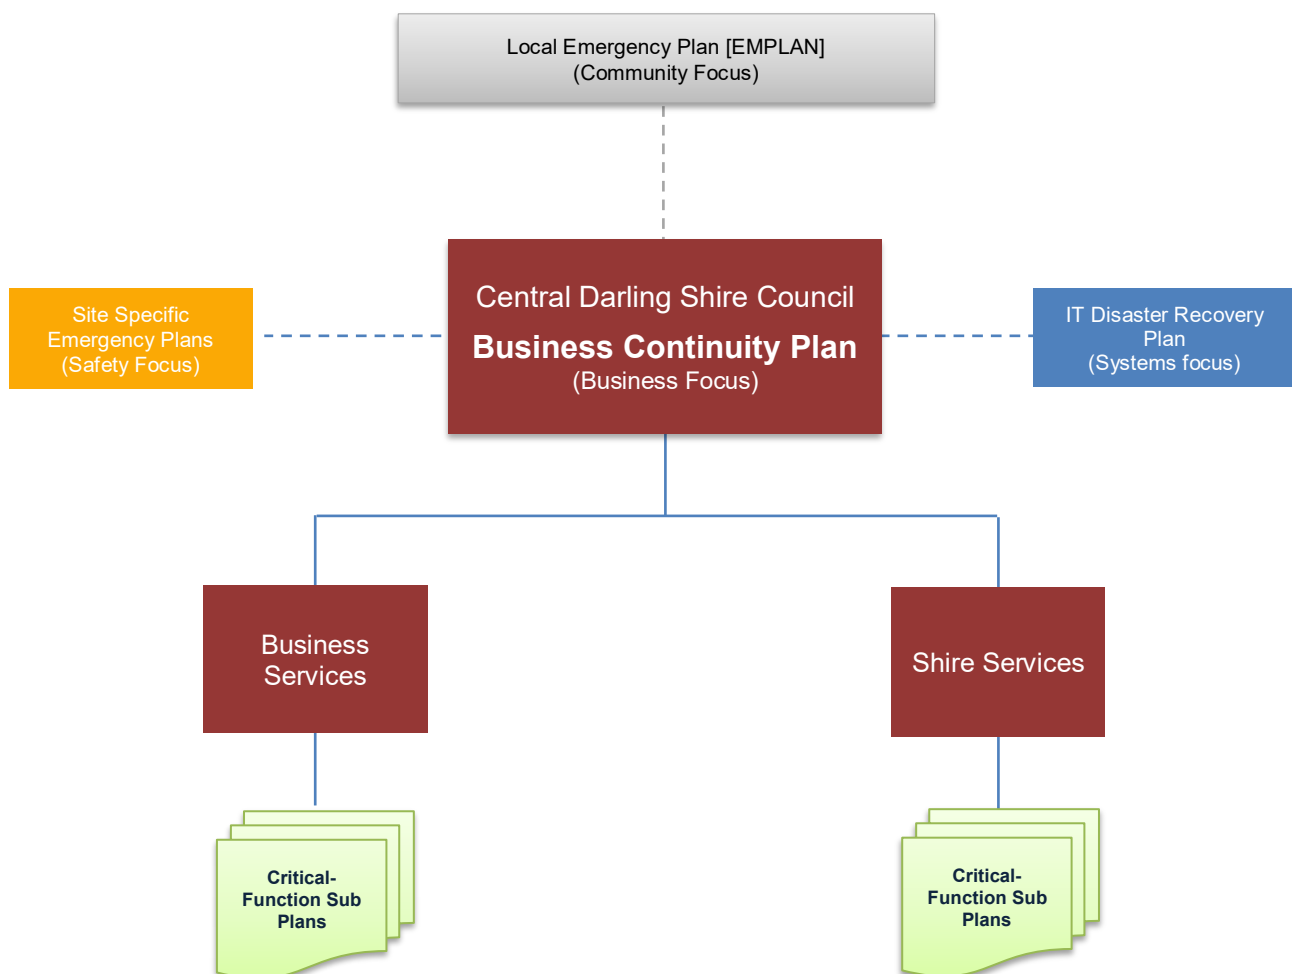 Local Emergency Plan [EMPLAN]
(Community Focus)
Central Darling Shire Council
Business Continuity Plan
(Business Focus)
Site Specific
Emergency Plans
(Safety Focus)
IT Disaster Recovery
Plan
(Systems focus)
Business
Services
Shire Services
Critical-
Function Sub
Plans
Critical-
Function Sub
Plans